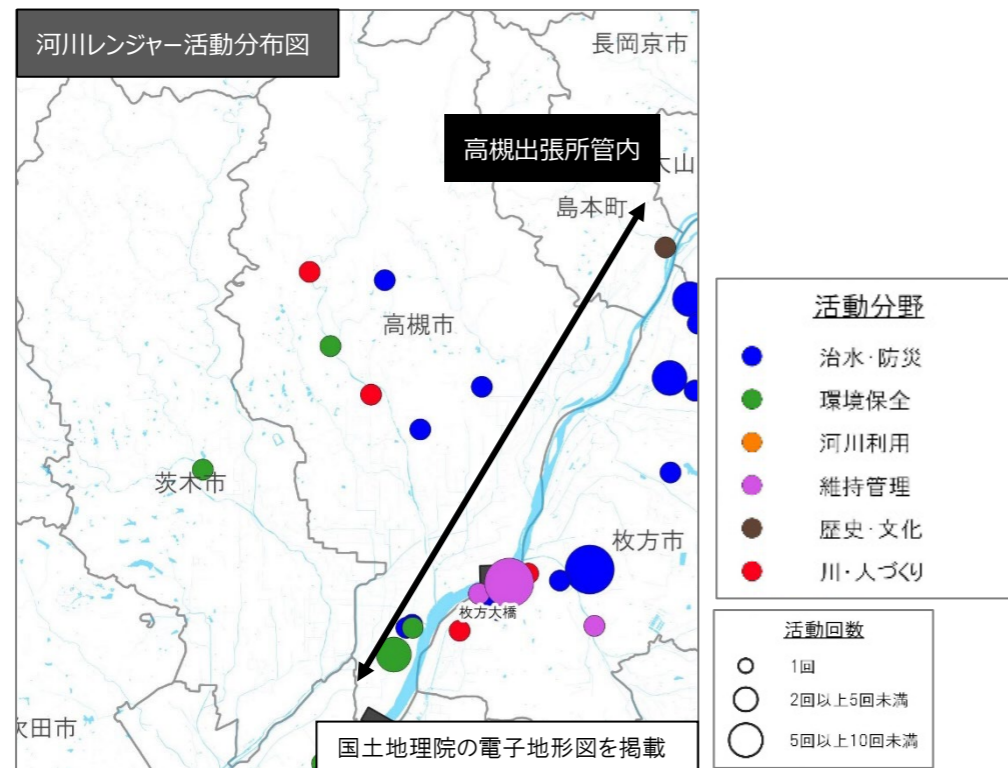 河川レンジャー活動分布図
長岡京市
高槻出張所管内
大山
島本町
高槻市
茨木市
枚方市
枚方大橋
吹田市
国土地理院の電子地形図を掲載
活動分野
治水・防災
環境保全
河川利用
維持管理
歴史・文化
川・人づくり
活動回数
1回
2回以上5回未満
5回以上10回未満